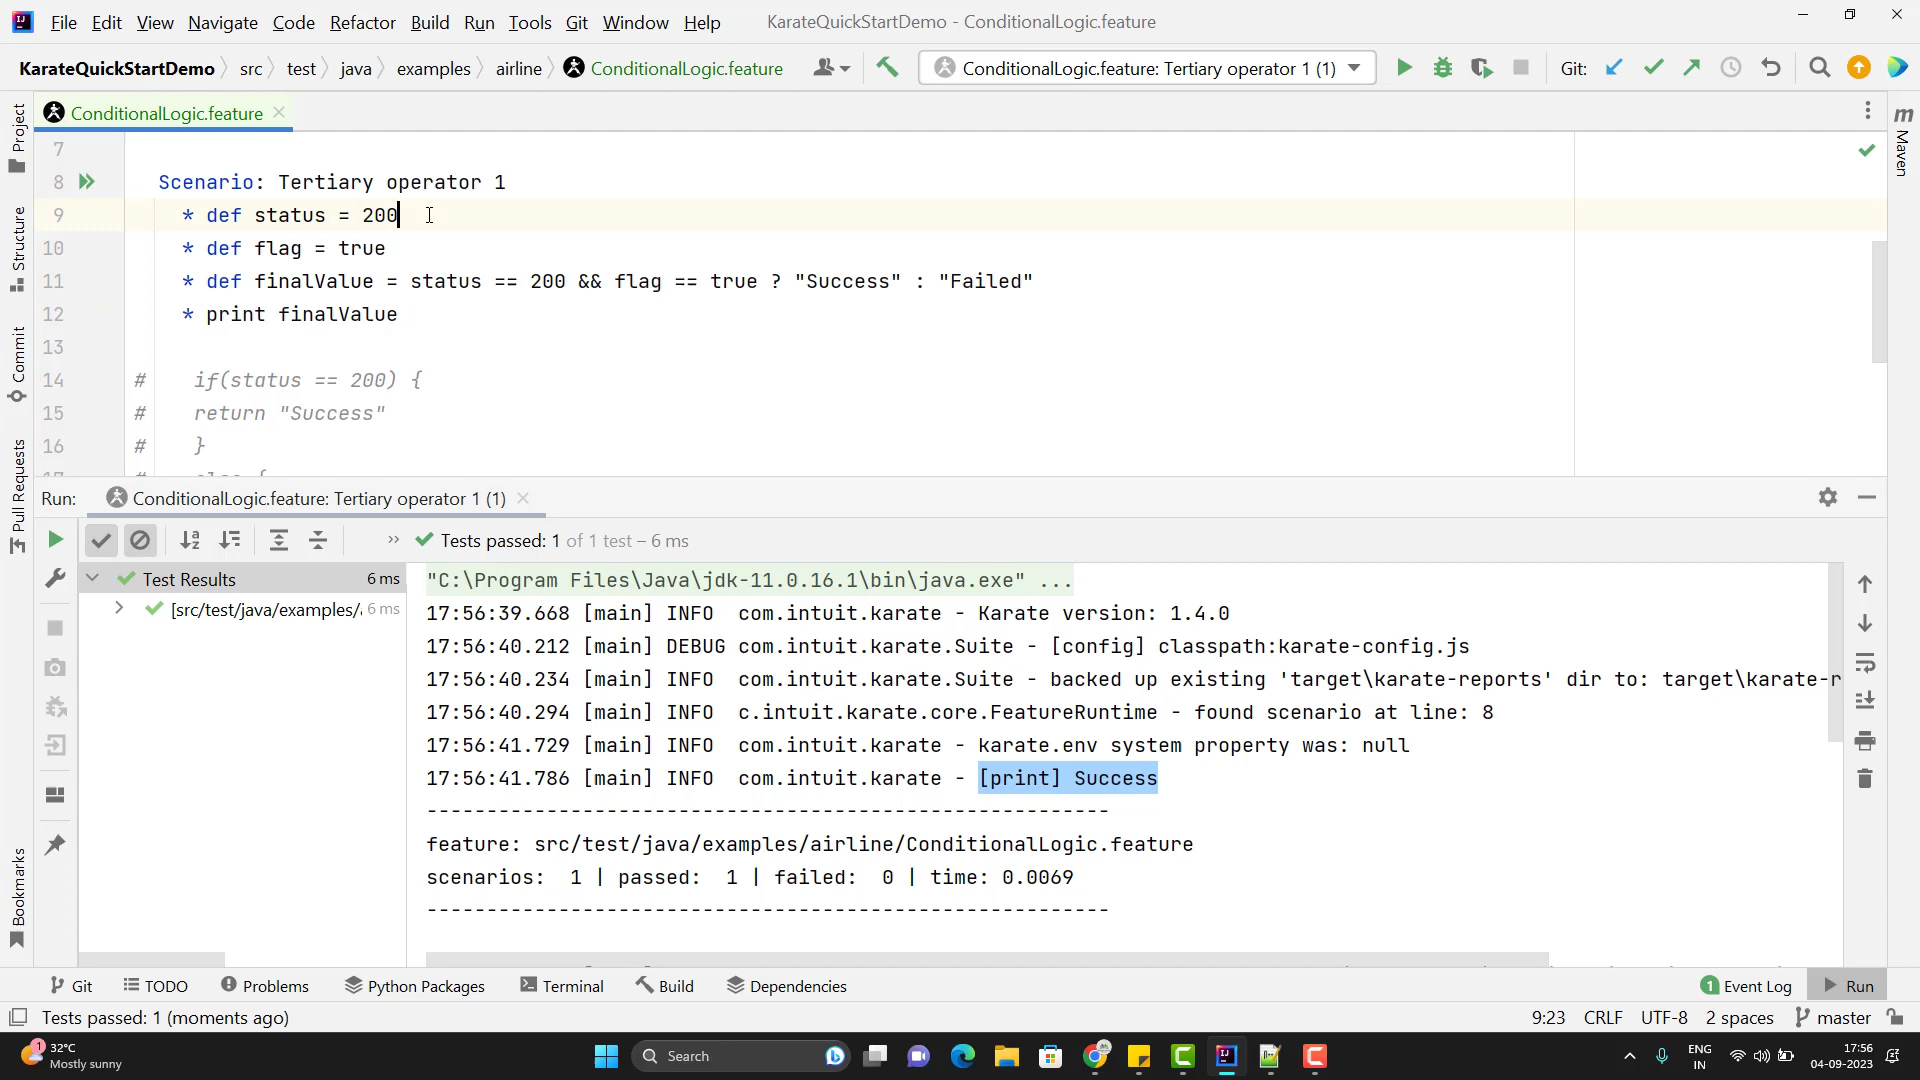 File Edit View Navigate Code Refactor Build Run Tools Git Window Help KarateQuickStartDemo - ConditionalLogic.feature
KarateQuickStartDemo src test java examples airline ConditionalLogic.feature ConditionalLogic.feature: Tertiary operator 1 (1) Git:
ConditionalLogic.feature
Project
Structure
Commit
Pull Requests
Bookmarks
m Maven
7
8 Scenario: Tertiary operator 1
9 * def status = 200
10 * def flag = true
11 * def finalValue = status == 200 && flag == true ? "Success" : "Failed"
12 * print finalValue
13
14 # if(status == 200) {
15 # return "Success"
16 # }
Run: ConditionalLogic.feature: Tertiary operator 1 (1)
Tests passed: 1 of 1 test – 6 ms
Test Results 6 ms
[src/test/java/examples/ 6 ms
"C:\Program Files\Java\jdk-11.0.16.1\bin\java.exe" ...
17:56:39.668 [main] INFO com.intuit.karate - Karate version: 1.4.0
17:56:40.212 [main] DEBUG com.intuit.karate.Suite - [config] classpath:karate-config.js
17:56:40.234 [main] INFO com.intuit.karate.Suite - backed up existing 'target\karate-reports' dir to: target\karate-r
17:56:40.294 [main] INFO c.intuit.karate.core.FeatureRuntime - found scenario at line: 8
17:56:41.729 [main] INFO com.intuit.karate - karate.env system property was: null
17:56:41.786 [main] INFO com.intuit.karate - [print] Success
---------------------------------------------------------
feature: src/test/java/examples/airline/ConditionalLogic.feature
scenarios: 1 | passed: 1 | failed: 0 | time: 0.0069
---------------------------------------------------------
Git TODO Problems Python Packages Terminal Build Dependencies 1 Event Log Run
Tests passed: 1 (moments ago) 9:23 CRLF UTF-8 2 spaces master
1 32°C
Mostly sunny
Search
ENG
IN
17:56
04-09-2023